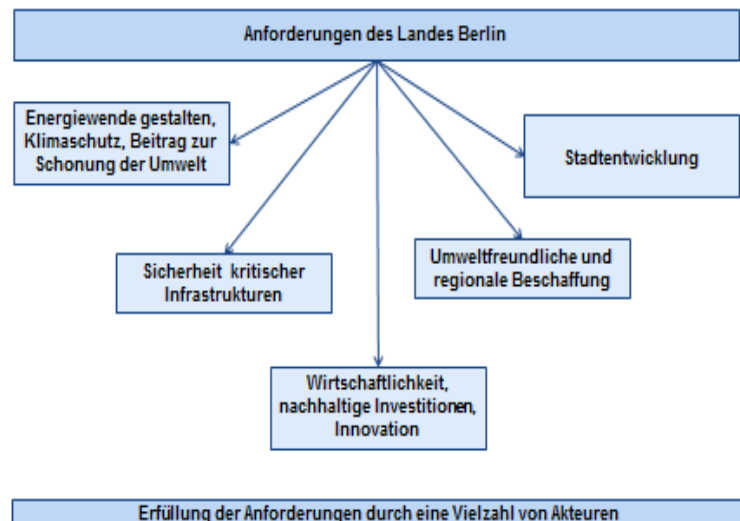 Anforderungen des Landes Berlin
Energiewende gestalten,
Klimaschutz, Beitrag zur
Schonung der Umwelt
Stadtentwicklung
Sicherheit kritischer
Infrastrukturen
Umweltfreundliche und
regionale Beschaffung
Wirtschaftlichkeit,
nachhaltige Investitionen,
Innovation
Erfüllung der Anforderungen durch eine Vielzahl von Akteuren